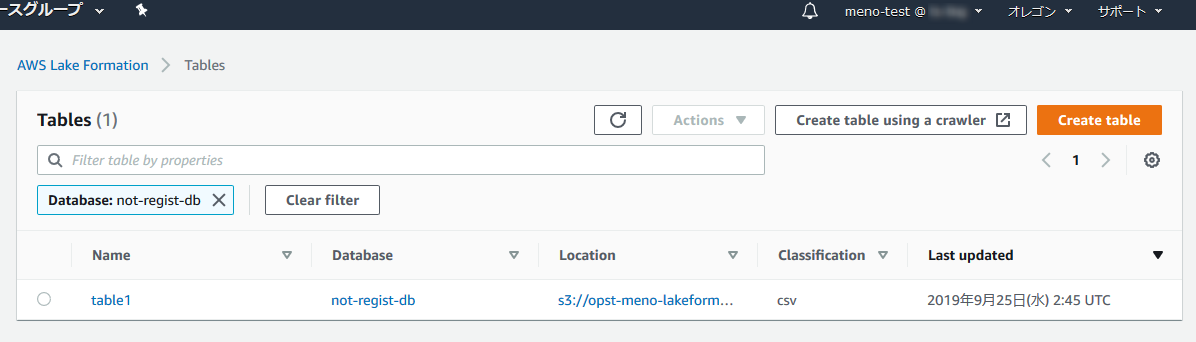 ースグループ meno-test @ オレゴン サポート
AWS Lake Formation Tables
Tables (1) Actions Create table using a crawler Create table
Filter table by properties 1
Database: not-regist-db Clear filter
Name Database Location Classification Last updated
table1 not-regist-db s3://opst-meno-lakeform... csv 2019年9月25日(水) 2:45 UTC